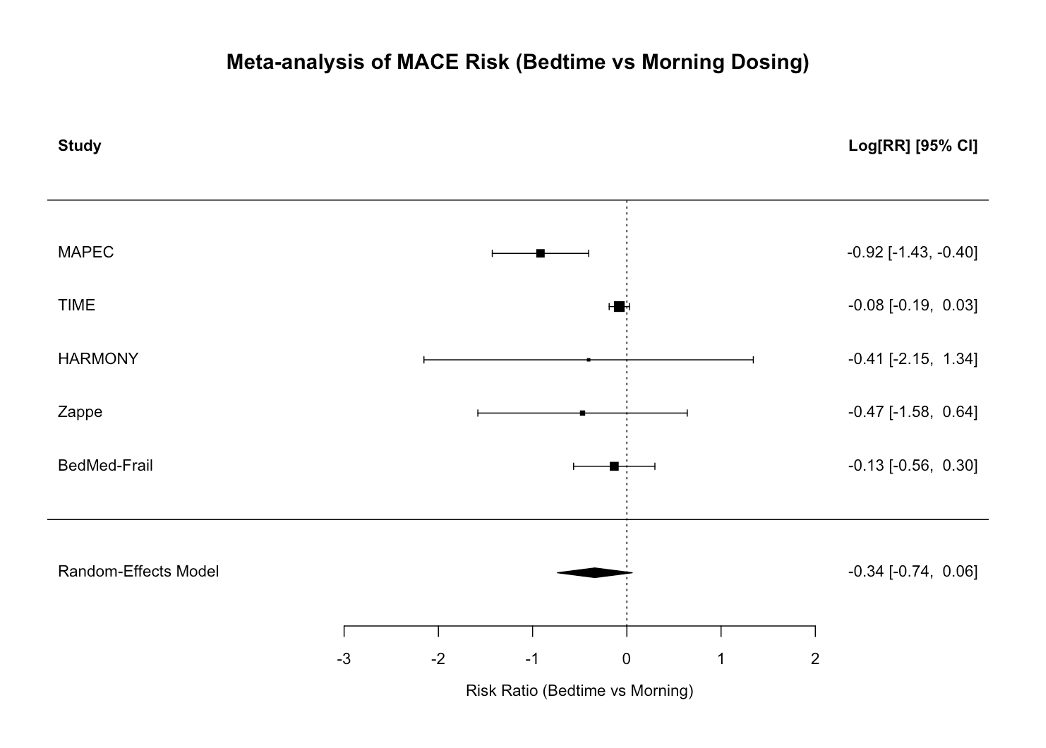 Meta-analysis of MACE Risk (Bedtime vs Morning Dosing)
Study Log[RR] [95% CI]
MAPEC -0.92 [-1.43, -0.40]
TIME -0.08 [-0.19, 0.03]
HARMONY -0.41 [-2.15, 1.34]
Zappe -0.47 [-1.58, 0.64]
BedMed-Frail -0.13 [-0.56, 0.30]
Random-Effects Model -0.34 [-0.74, 0.06]
-3 -2 -1 0 1 2
Risk Ratio (Bedtime vs Morning)